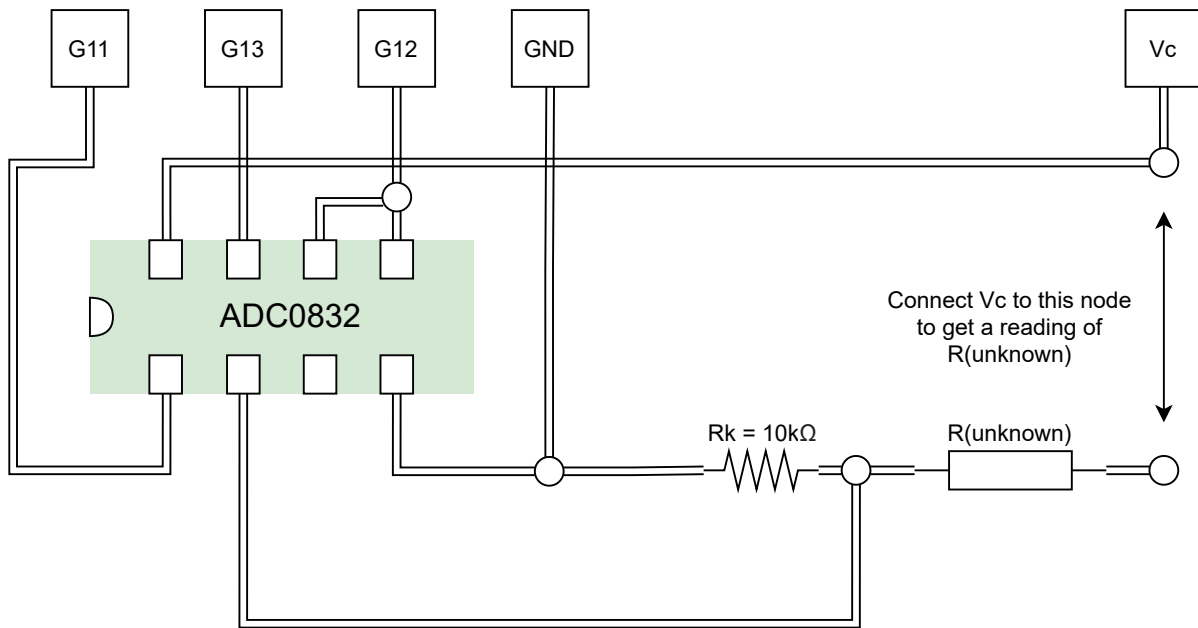 G11
G13
G12
GND
Vc
ADC0832
Connect Vc to this node
to get a reading of
R(unknown)
Rk = 10kΩ
R(unknown)